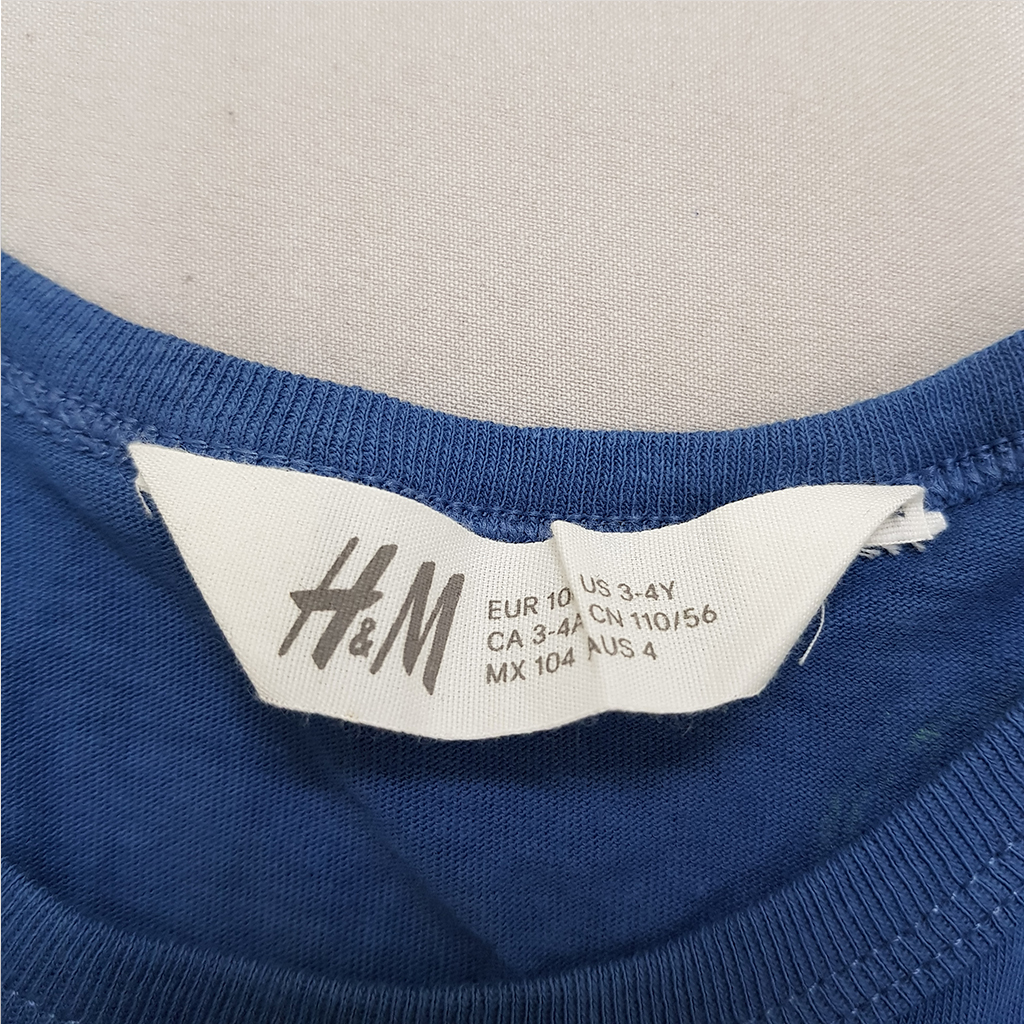 H&M
EUR 10 US 3-4Y
CA 3-4A CN 110/56
MX 104 AUS 4